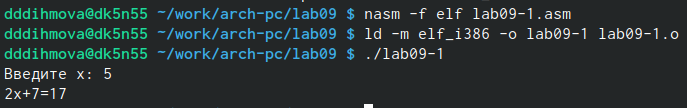 dddihmova@dk5n55 ~/work/arch-pc/lab09 $ nasm -f elf lab09-1.asm
dddihmova@dk5n55 ~/work/arch-pc/lab09 $ ld -m elf_i386 -o lab09-1 lab09-1.o
dddihmova@dk5n55 ~/work/arch-pc/lab09 $ ./lab09-1
Введите x: 5
2x+7=17